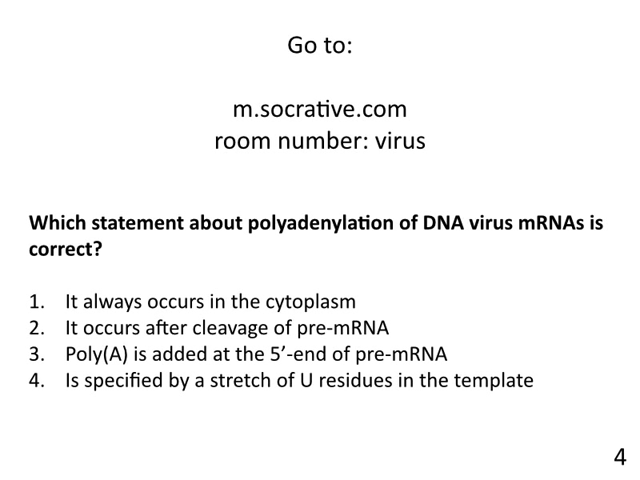 Go to:
m.socrative.com
room number: virus
Which statement about polyadenylation of DNA virus mRNAs is
correct?
1. It always occurs in the cytoplasm
2. It occurs after cleavage of pre-mRNA
3. Poly(A) is added at the 5’-end of pre-mRNA
4. Is specified by a stretch of U residues in the template
4